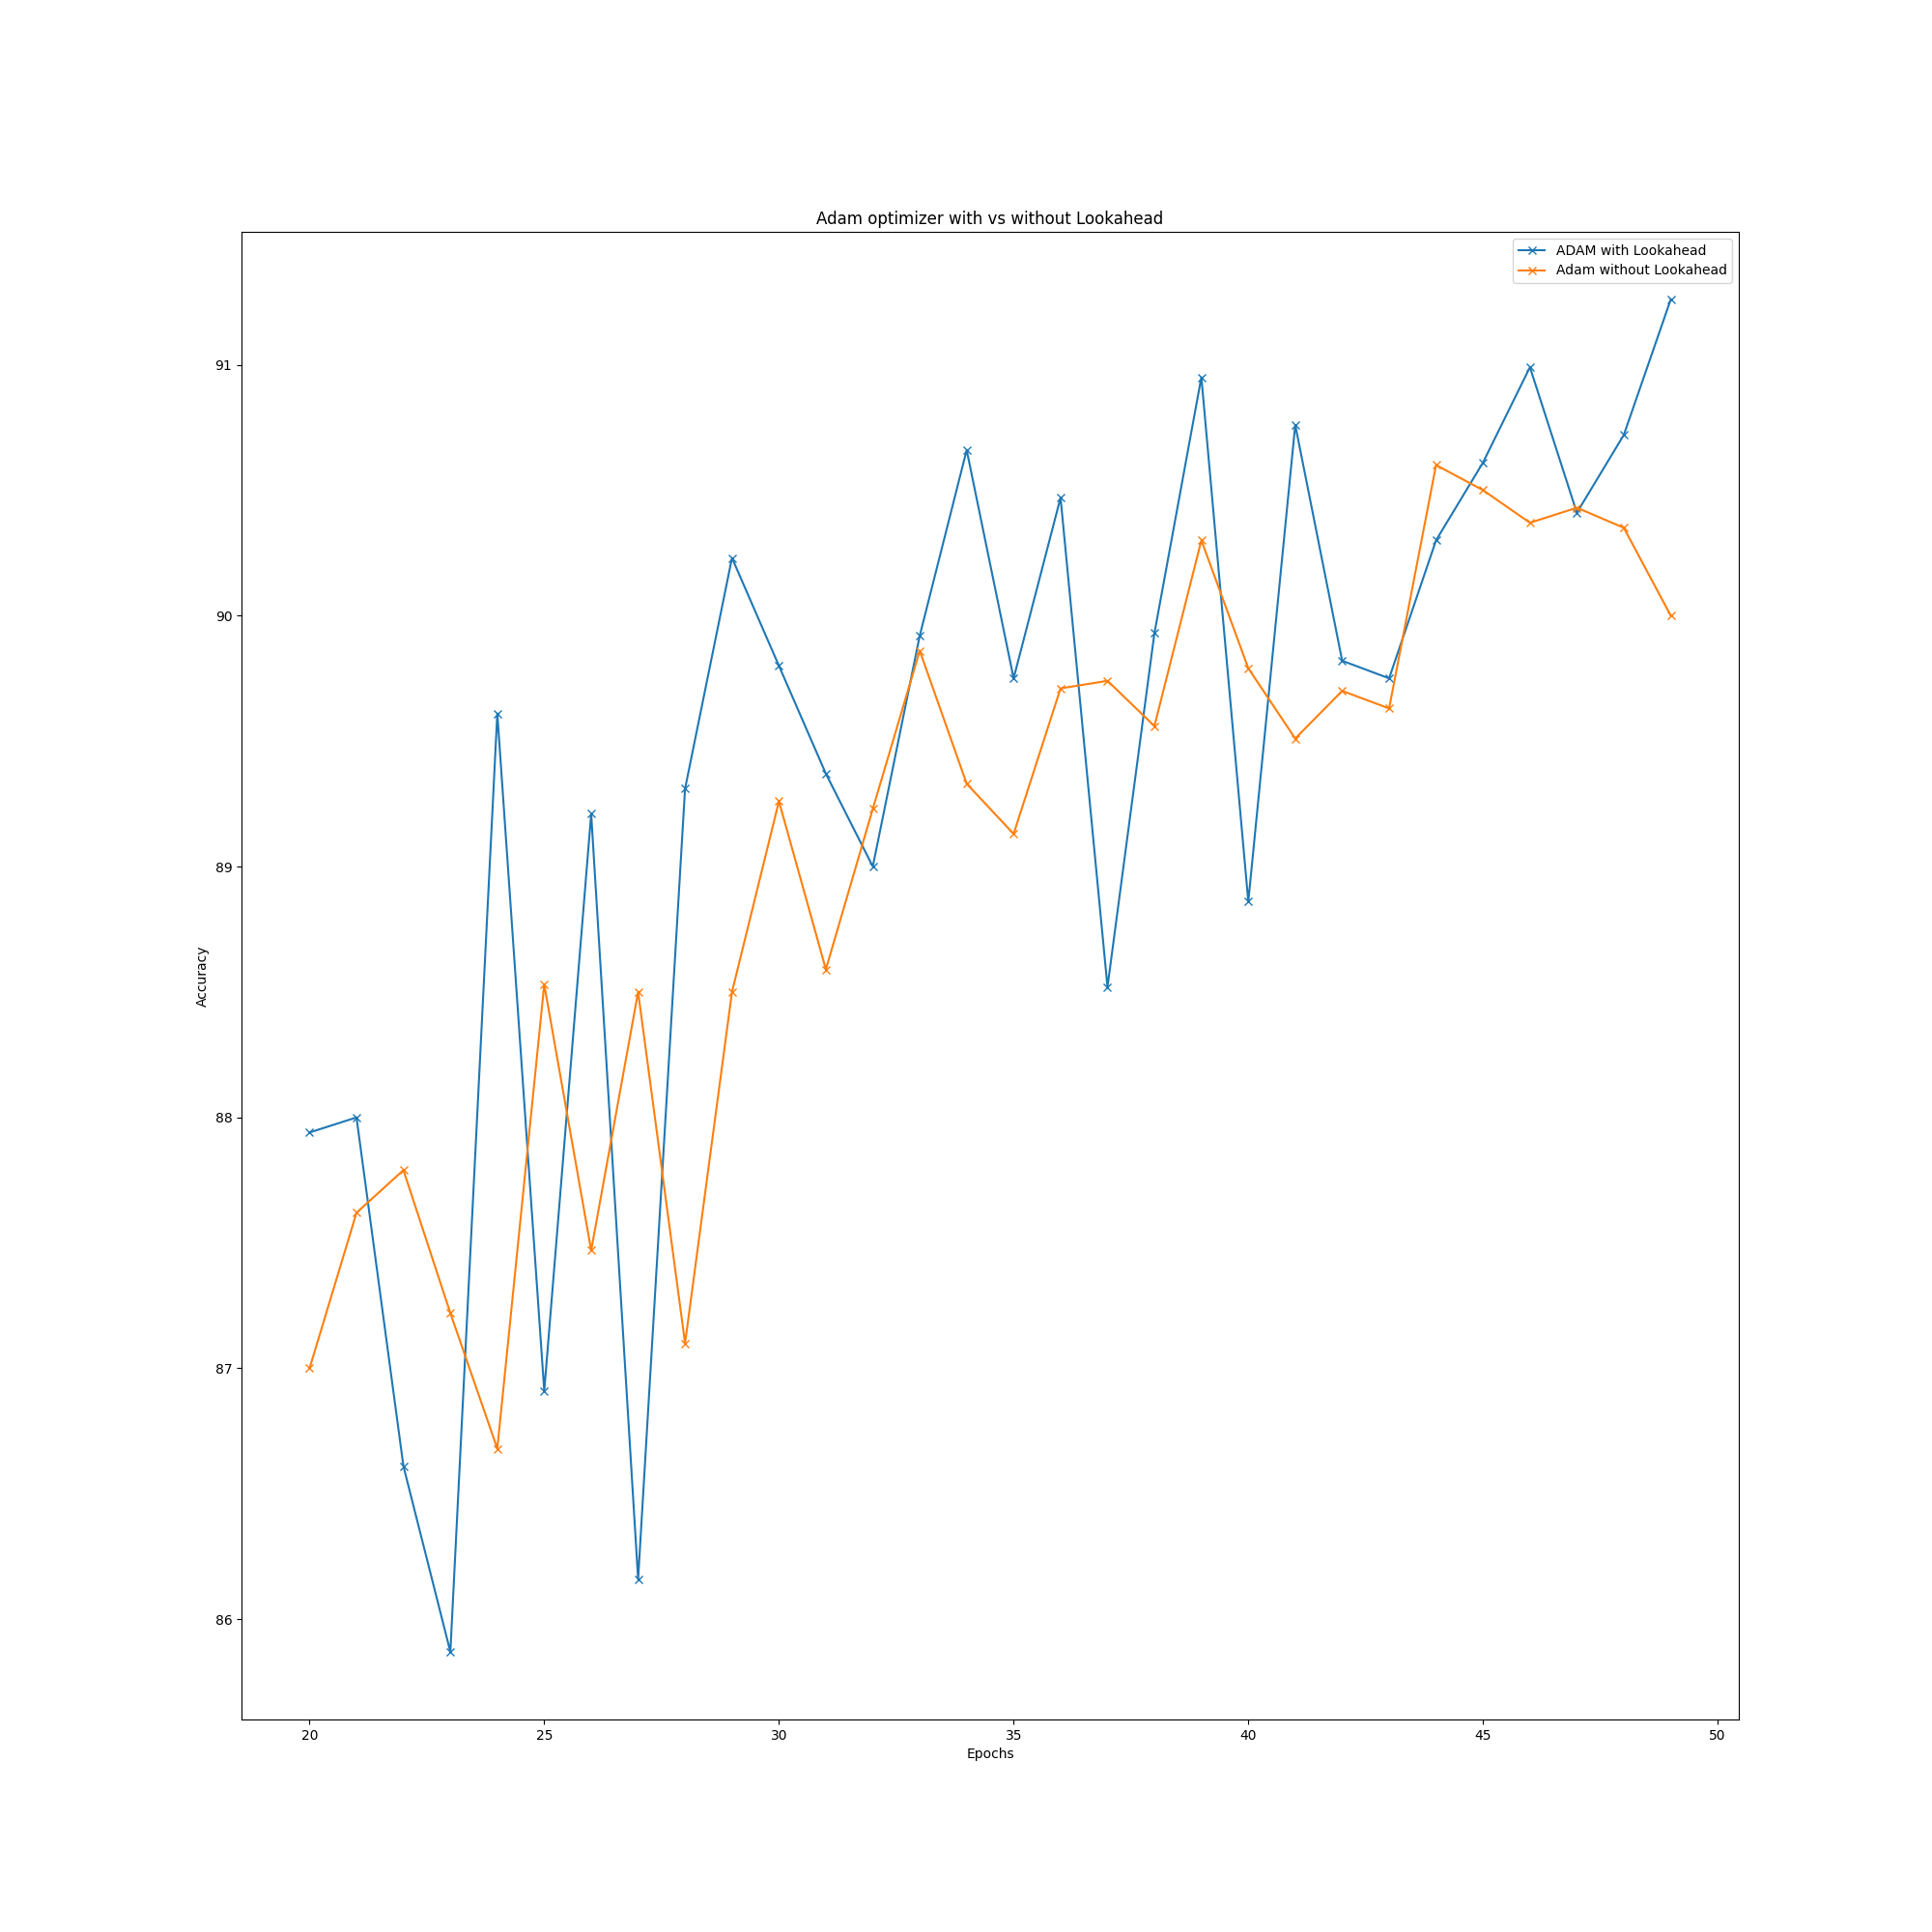 Adam optimizer with vs without Lookahead
ADAM with Lookahead
Adam without Lookahead
91
90
89
88
87
86
Accuracy
20 25 30 35 40 45 50
Epochs